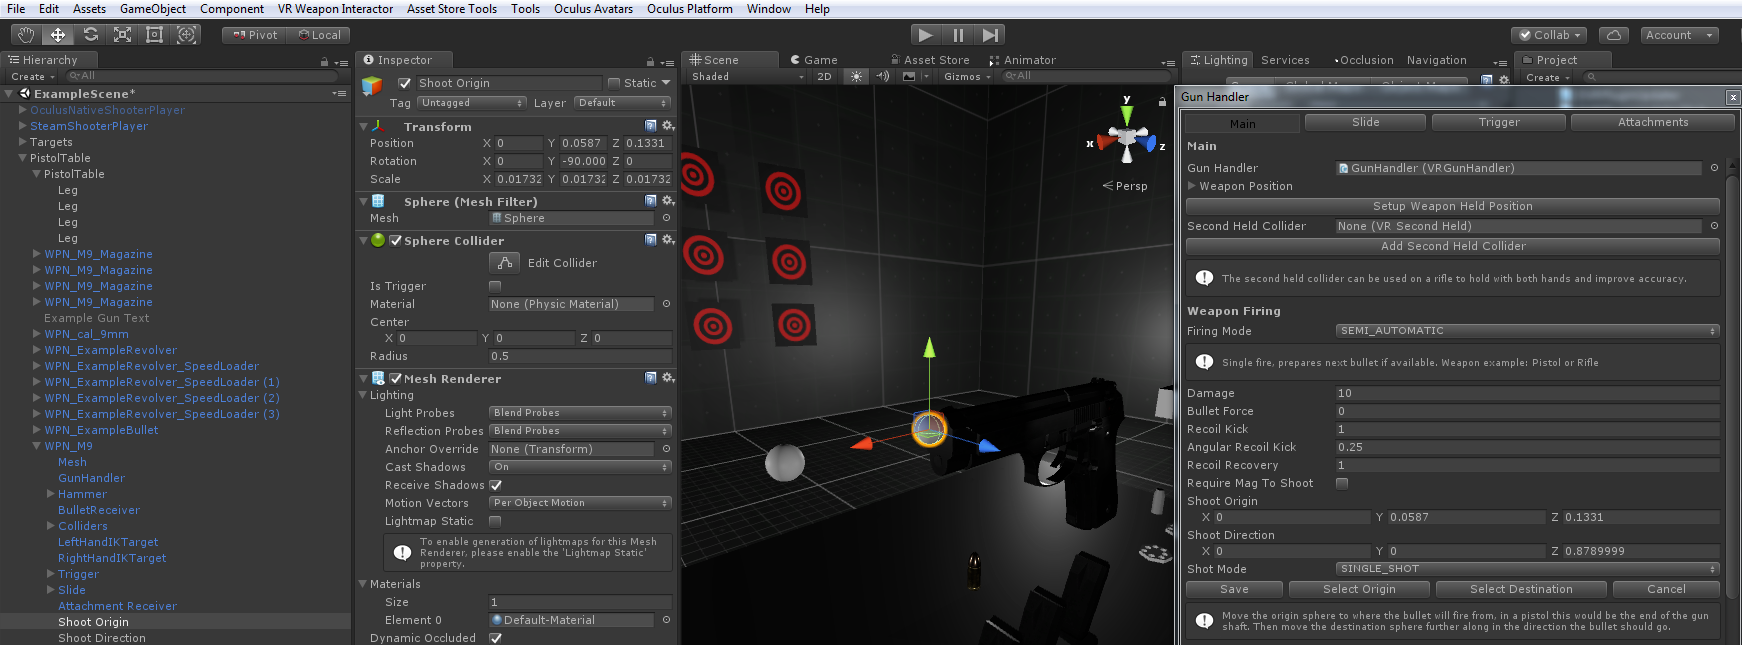 File Edit Assets GameObject Component VR Weapon Interactor Asset Store Tools Tools Oculus Avatars Oculus Platform Window Help
Pivot Local Collab Account
Hierarchy
Create All
ExampleScene*
OculusNativeShooterPlayer
SteamShooterPlayer
Targets
PistolTable
PistolTable
Leg
Leg
Leg
Leg
WPN_M9_Magazine
WPN_M9_Magazine
WPN_M9_Magazine
WPN_M9_Magazine
Example Gun Text
WPN_cal_9mm
WPN_ExampleRevolver
WPN_ExampleRevolver_SpeedLoader
WPN_ExampleRevolver_SpeedLoader (1)
WPN_ExampleRevolver_SpeedLoader (2)
WPN_ExampleRevolver_SpeedLoader (3)
WPN_ExampleBullet
WPN_M9
Mesh
GunHandler
Hammer
BulletReceiver
Colliders
LeftHandIKTarget
RightHandIKTarget
Trigger
Slide
Attachment Receiver
Shoot Origin
Shoot Direction
Inspector
Shoot Origin Static
Tag Untagged Layer Default
Transform
Position X 0 Y 0.0587 Z 0.1331
Rotation X 0 Y -90.000 Z 0
Scale X 0.01732 Y 0.01732 Z 0.01732
Sphere (Mesh Filter)
Mesh Sphere
Sphere Collider
Edit Collider
Is Trigger
Material None (Physic Material)
Center
X 0 Y 0 Z 0
Radius 0.5
Mesh Renderer
Lighting
Light Probes Blend Probes
Reflection Probes Blend Probes
Anchor Override None (Transform)
Cast Shadows On
Receive Shadows
Motion Vectors Per Object Motion
Lightmap Static
To enable generation of lightmaps for this Mesh
Renderer, please enable the 'Lightmap Static'
property.
Materials
Size 1
Element 0 Default-Material
Dynamic Occluded
Scene Game Asset Store Animator
Shaded 2D Gizmos All
y
x z
Persp
Lighting Services Occlusion Navigation
Project
Create
Gun Handler x
Main Slide Trigger Attachments
Main
Gun Handler GunHandler (VRGunHandler)
Weapon Position
Setup Weapon Held Position
Second Held Collider None (VR Second Held)
Add Second Held Collider
The second held collider can be used on a rifle to hold with both hands and improve accuracy.
Weapon Firing
Firing Mode SEMI_AUTOMATIC
Single fire, prepares next bullet if available. Weapon example: Pistol or Rifle
Damage 10
Bullet Force 0
Recoil Kick 1
Angular Recoil Kick 0.25
Recoil Recovery 1
Require Mag To Shoot
Shoot Origin
X 0 Y 0.0587 Z 0.1331
Shoot Direction
X 0 Y 0 Z 0.8789999
Shot Mode SINGLE_SHOT
Save Select Origin Select Destination Cancel
Move the origin sphere to where the bullet will fire from, in a pistol this would be the end of the gun
shaft. Then move the destination sphere further along in the direction the bullet should go.